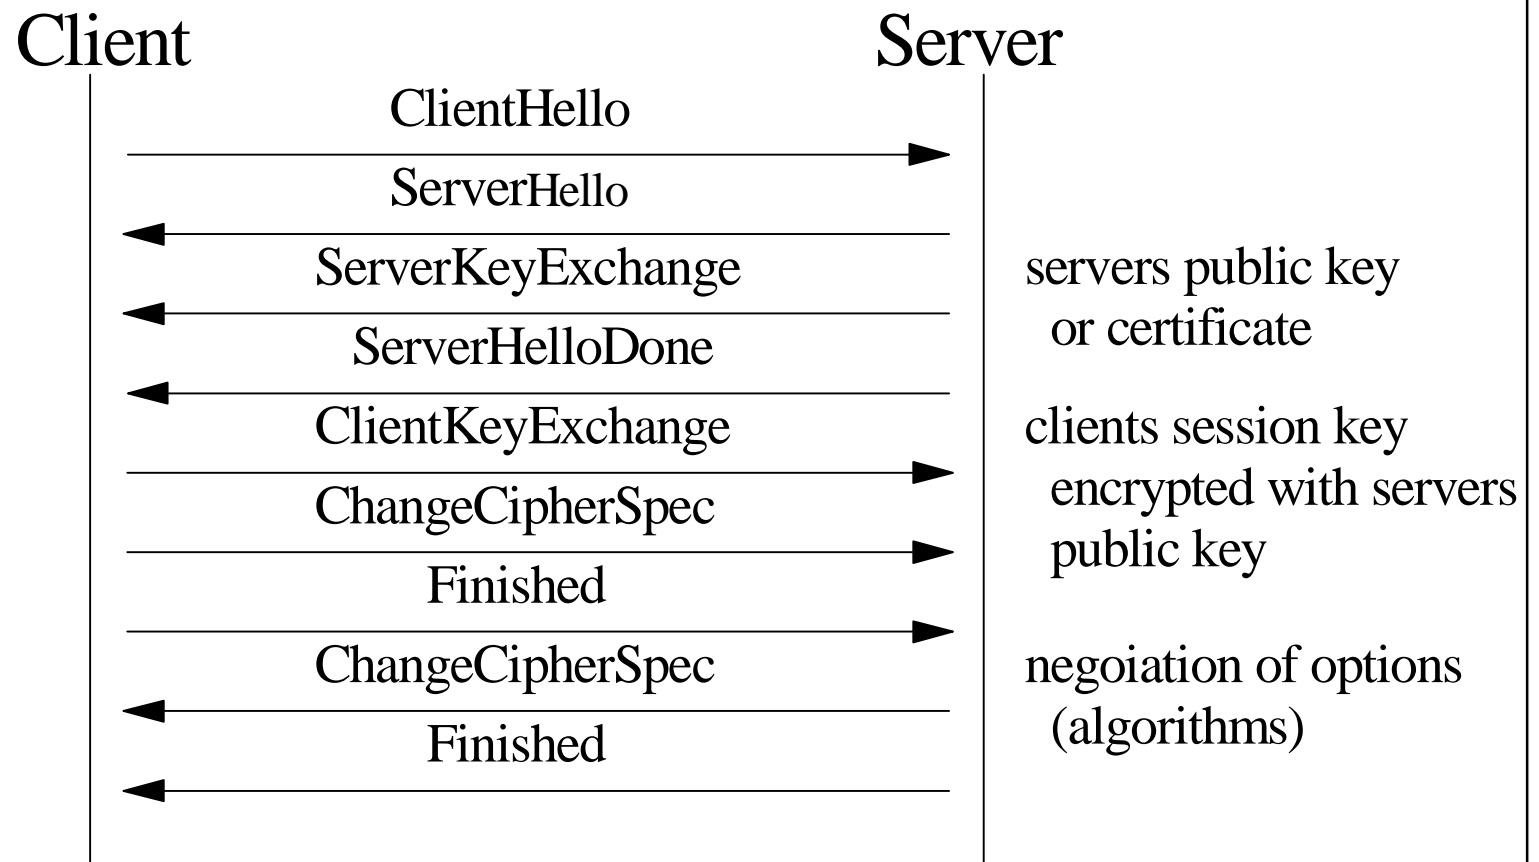 Client Server
ClientHello
ServerHello
ServerKeyExchange servers public key
or certificate
ServerHelloDone
ClientKeyExchange clients session key
encrypted with servers
ChangeCipherSpec
public key
Finished
ChangeCipherSpec negoiation of options
(algorithms)
Finished